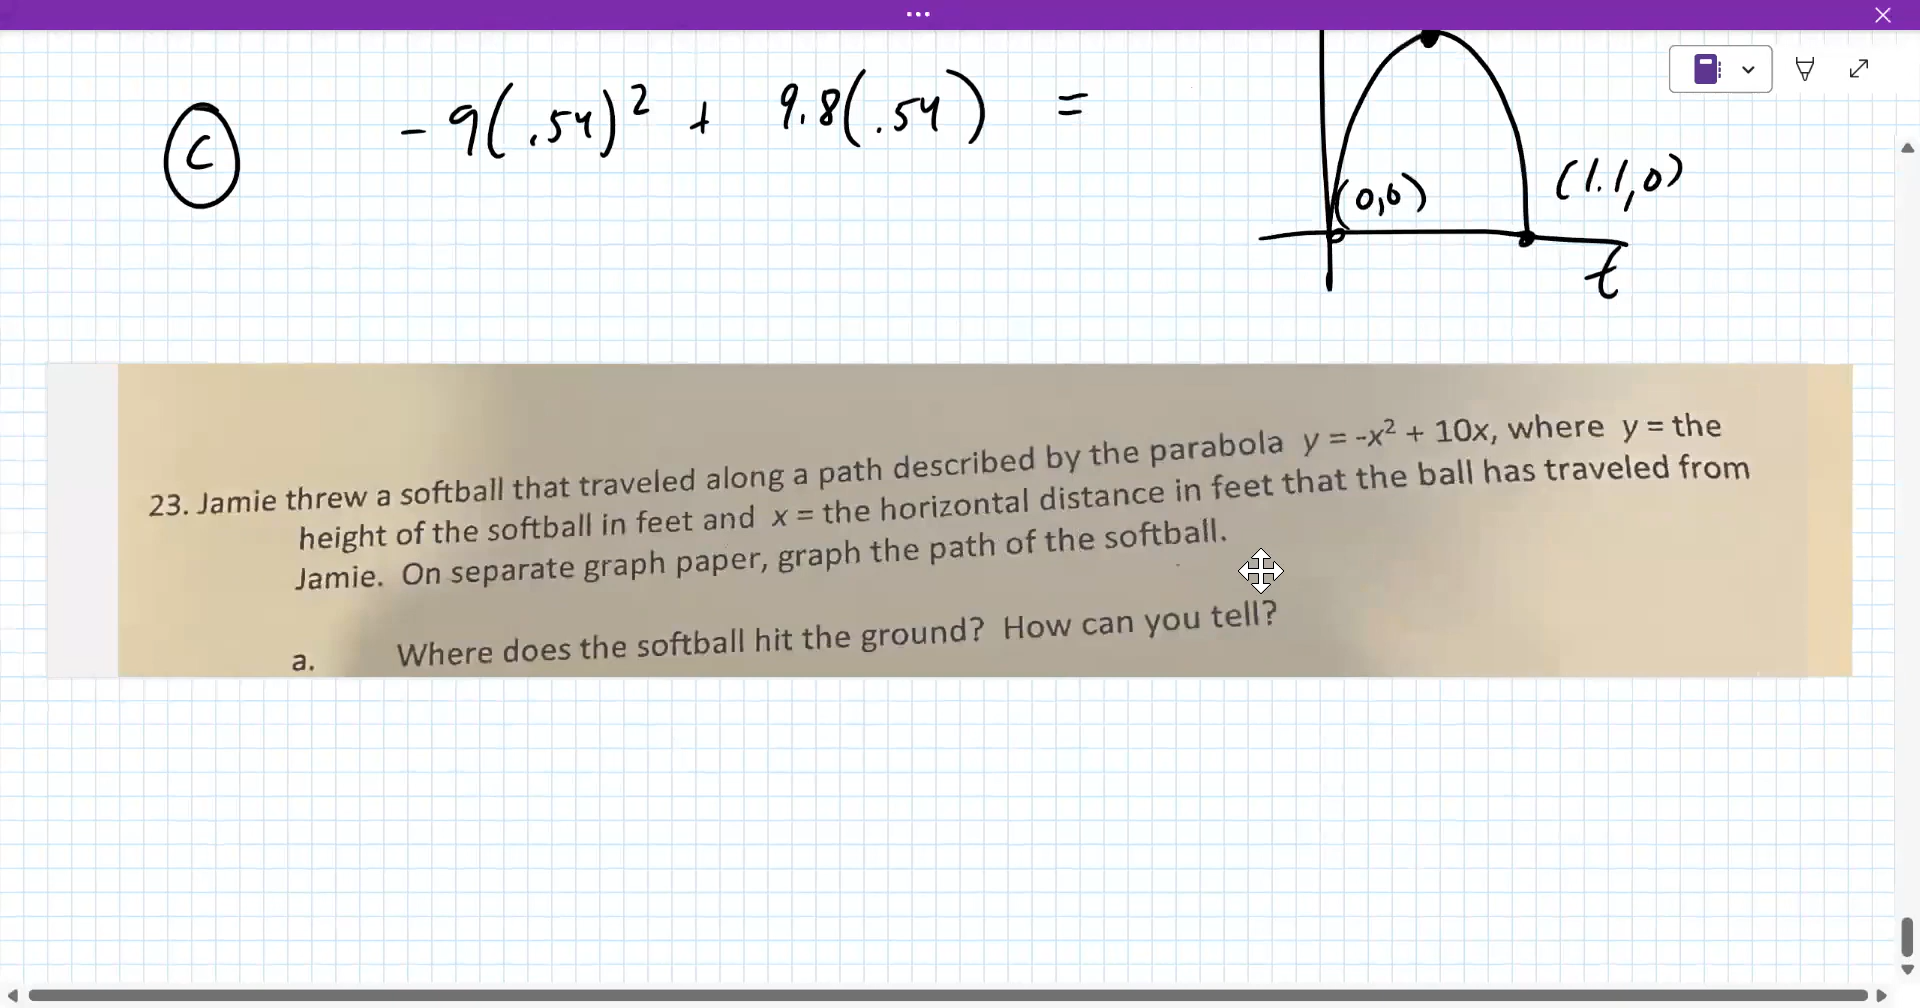 C
- 9(.54)² + 9.8(.54) =
(0,0)
(1.1,0)
t
23. Jamie threw a softball that traveled along a path described by the parabola y = -x² + 10x, where y = the
height of the softball in feet and x = the horizontal distance in feet that the ball has traveled from
Jamie. On separate graph paper, graph the path of the softball.
a. Where does the softball hit the ground? How can you tell?